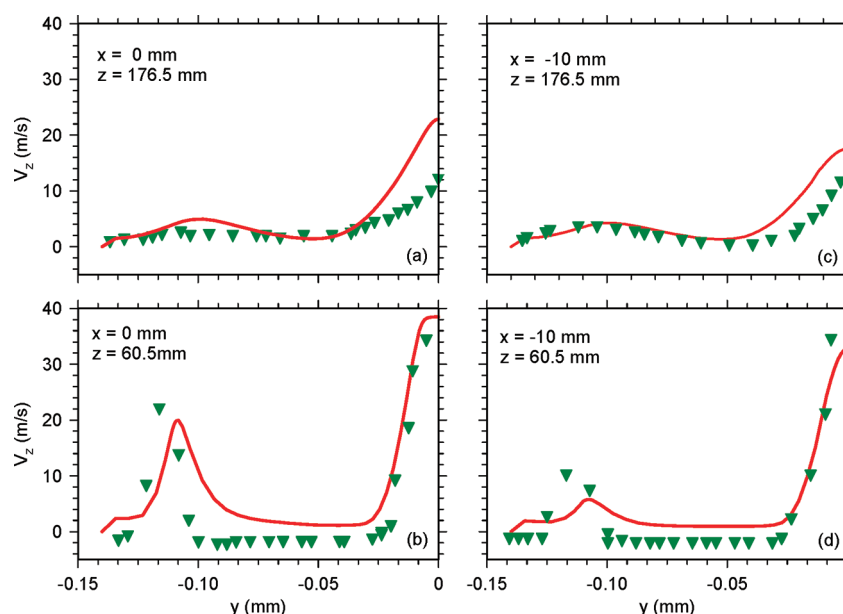 40
30
20
10
0
V_z (m/s)
x = 0 mm
z = 176.5 mm
(a)
x = -10 mm
z = 176.5 mm
(c)
40
30
20
10
0
V_z (m/s)
x = 0 mm
z = 60.5mm
(b)
x = -10 mm
z = 60.5 mm
(d)
-0.15
-0.10
-0.05
0
y (mm)
-0.15
-0.10
-0.05
y (mm)